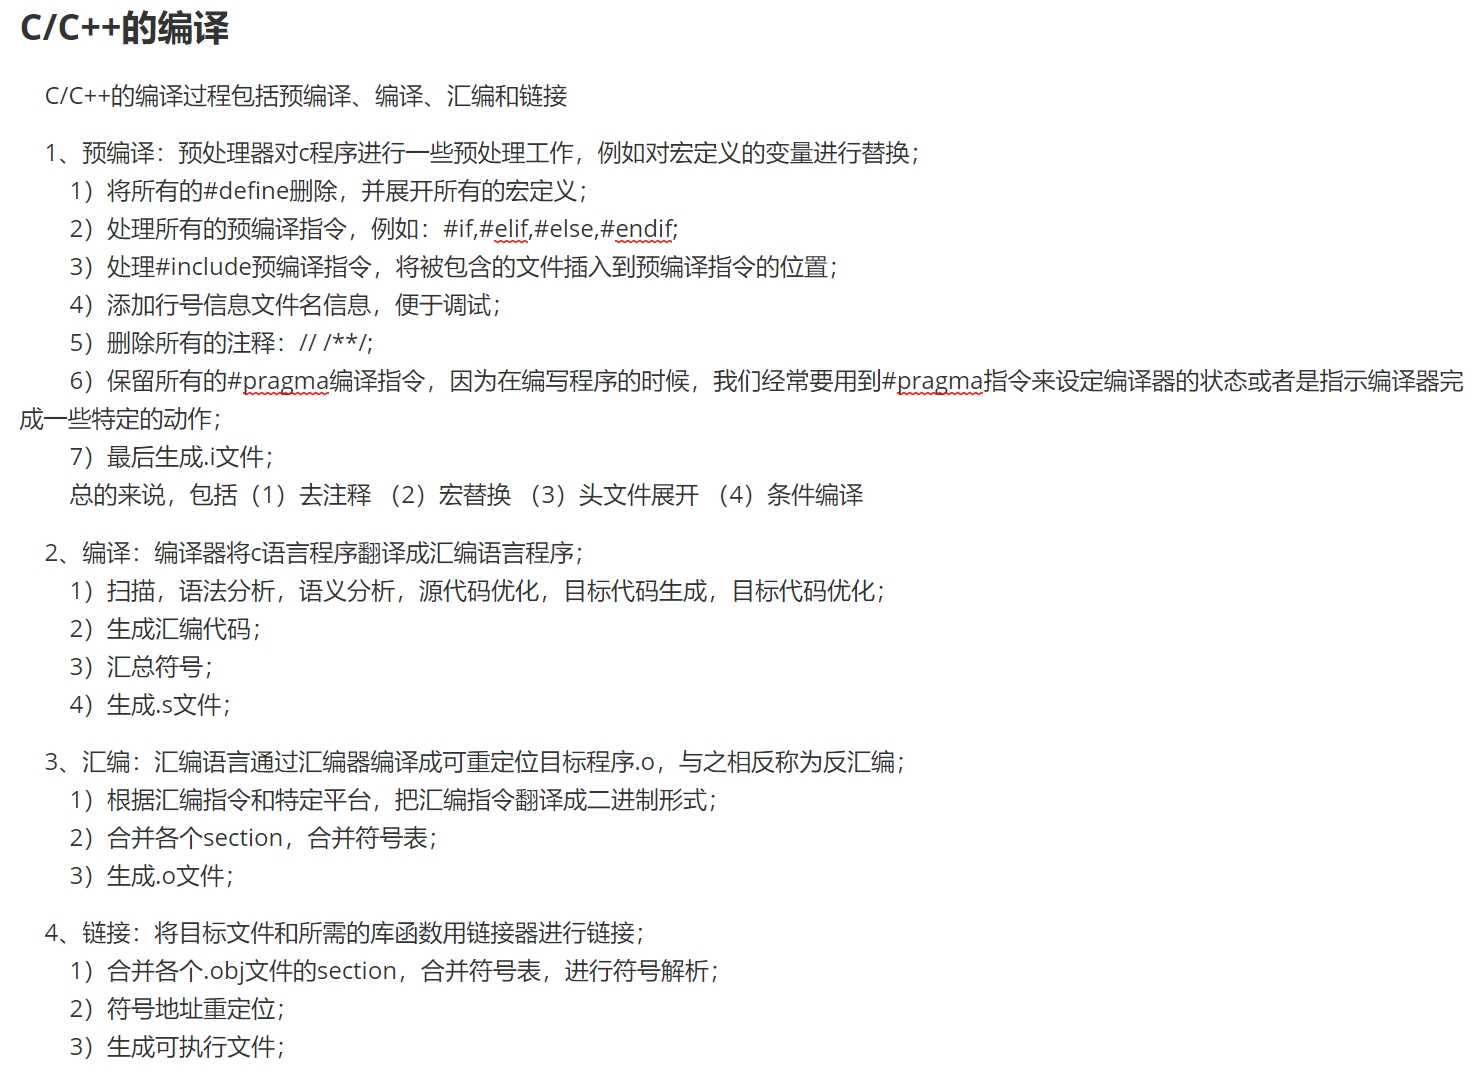 C/C++的编译
C/C++的编译过程包括预编译、编译、汇编和链接
1、预编译：预处理器对c程序进行一些预处理工作，例如对宏定义的变量进行替换；
1）将所有的#define删除，并展开所有的宏定义；
2）处理所有的预编译指令，例如：#if,#elif,#else,#endif;
3）处理#include预编译指令，将被包含的文件插入到预编译指令的位置；
4）添加行号信息文件名信息，便于调试；
5）删除所有的注释：// /**/;
6）保留所有的#pragma编译指令，因为在编写程序的时候，我们经常要用到#pragma指令来设定编译器的状态或者是指示编译器完
成一些特定的动作；
7）最后生成.i文件；
总的来说，包括（1）去注释 （2）宏替换 （3）头文件展开 （4）条件编译
2、编译：编译器将c语言程序翻译成汇编语言程序；
1）扫描，语法分析，语义分析，源代码优化，目标代码生成，目标代码优化；
2）生成汇编代码；
3）汇总符号；
4）生成.s文件；
3、汇编：汇编语言通过汇编器编译成可重定位目标程序.o，与之相反称为反汇编；
1）根据汇编指令和特定平台，把汇编指令翻译成二进制形式；
2）合并各个section，合并符号表；
3）生成.o文件；
4、链接：将目标文件和所需的库函数用链接器进行链接；
1）合并各个.obj文件的section，合并符号表，进行符号解析；
2）符号地址重定位；
3）生成可执行文件；